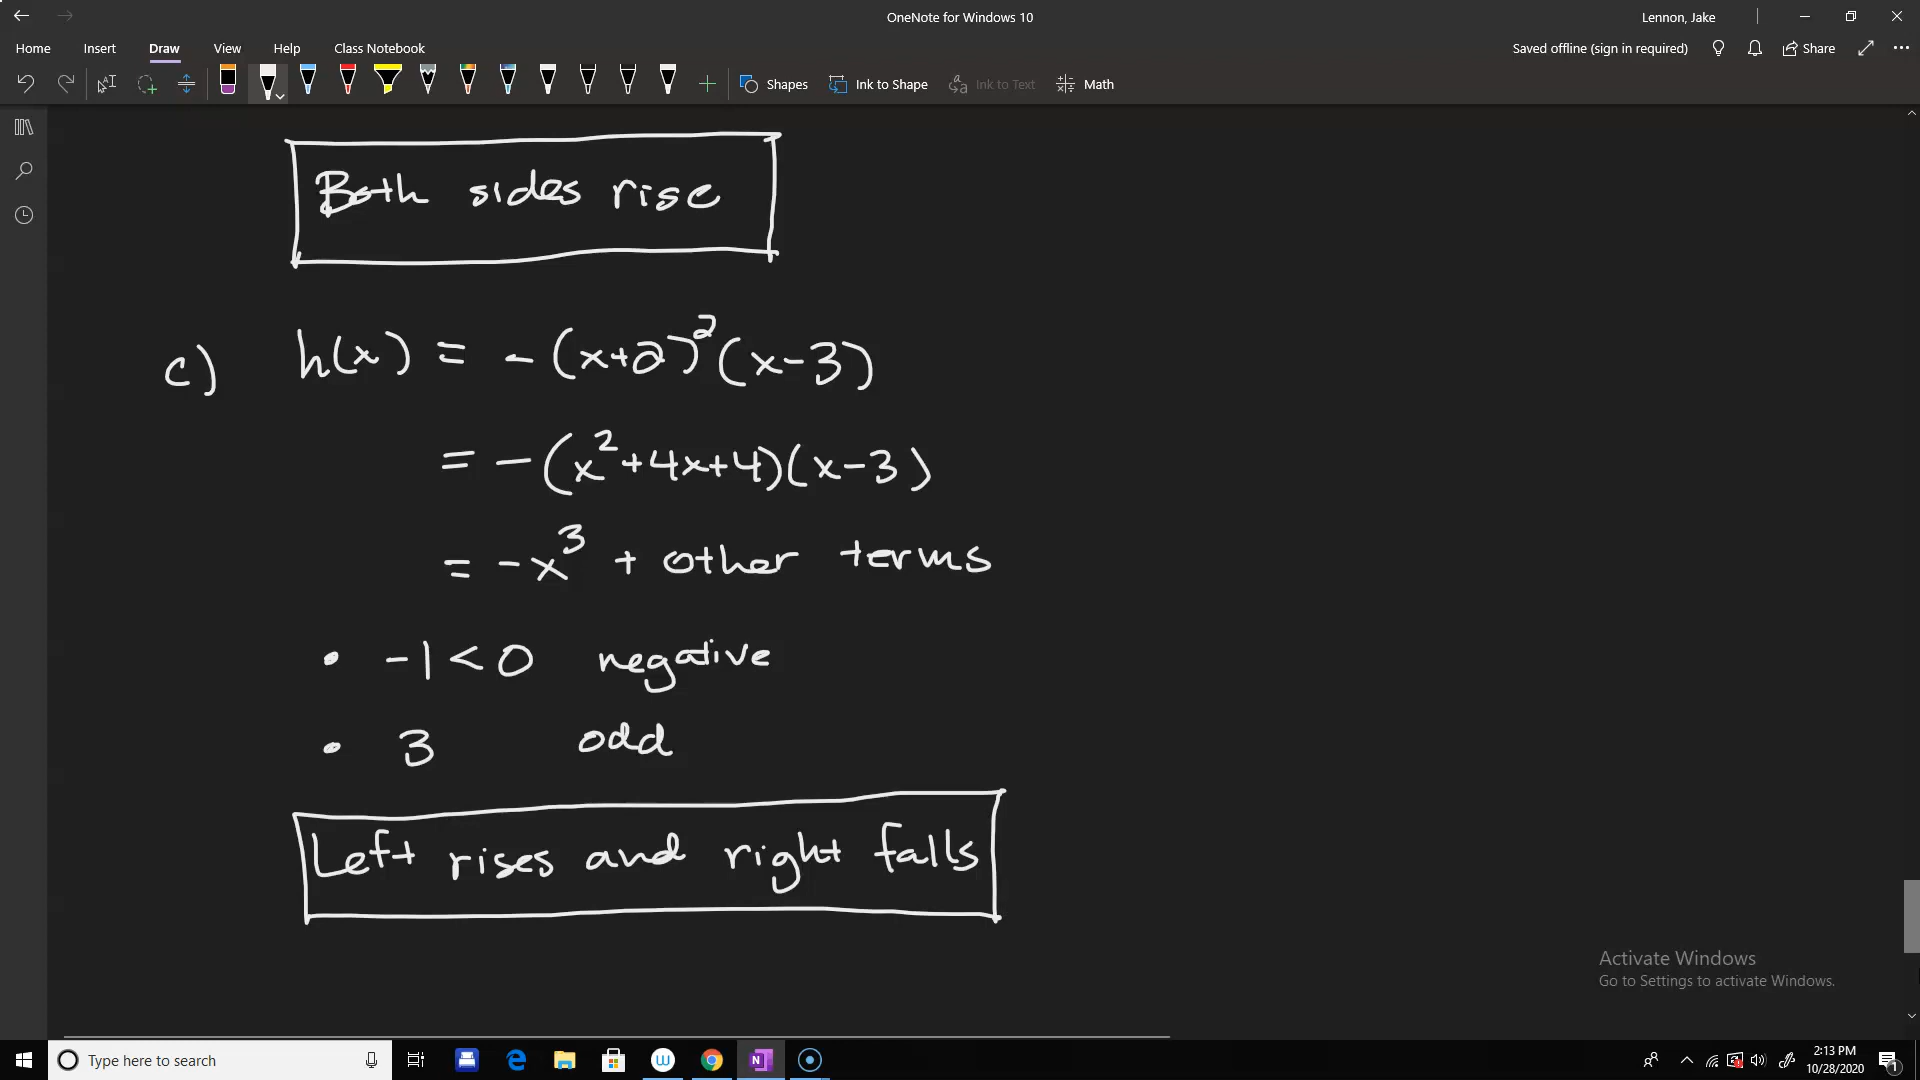 OneNote for Windows 10
Lennon, Jake
Home Insert Draw View Help Class Notebook
Saved offline (sign in required) Share
Shapes Ink to Shape Ink to Text Math
Both sides rise
c) h(x) = -(x+2)²(x-3)
= -(x²+4x+4)(x-3)
= -x³ + other terms
• -1<0 negative
• 3 odd
Left rises and right falls
Activate Windows
Go to Settings to activate Windows.
Type here to search
2:13 PM
10/28/2020